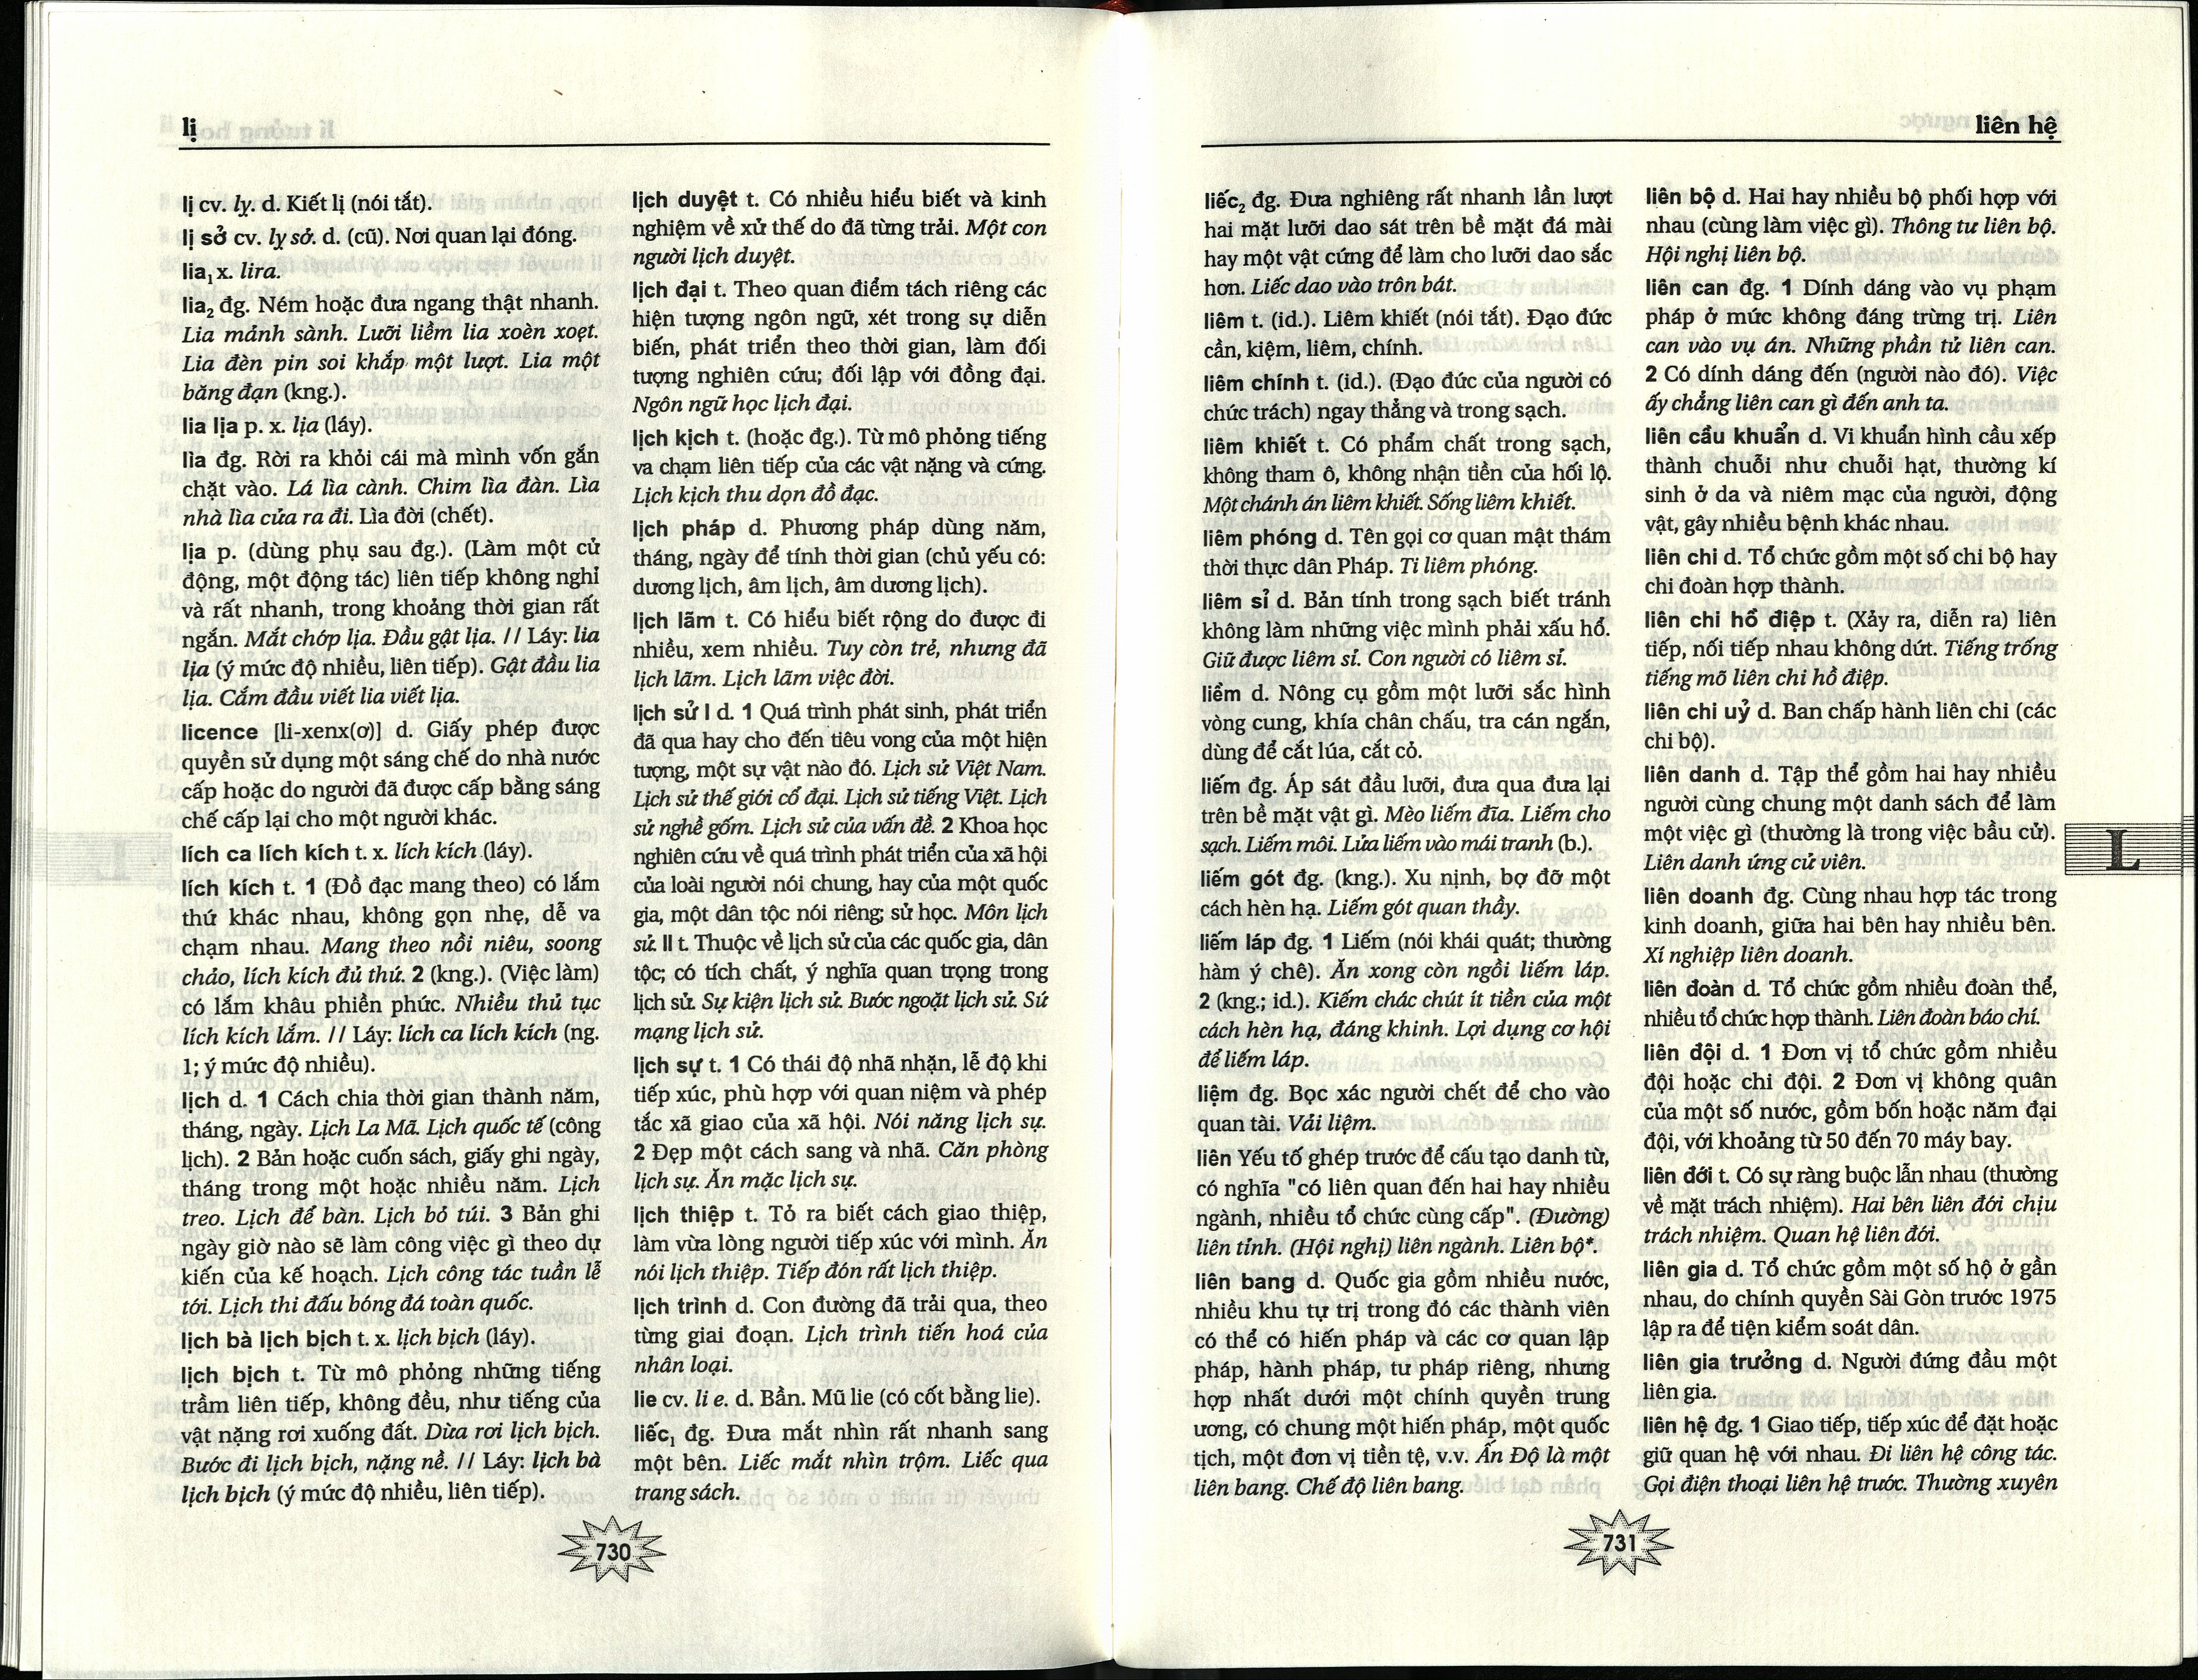 lị
lị cv. lỵ. d. Kiết lị (nói tắt).
lị sở cv. lỵ sở. d. (cũ). Nơi quan lại đóng.
lia₁ x. lira.
lia₂ đg. Ném hoặc đưa ngang thật nhanh.
Lia mảnh sành. Lưỡi liềm lia xoèn xoẹt.
Lia đèn pin soi khắp một lượt. Lia một
băng đạn (kng.).
lia lịa p. x. lịa (láy).
lìa đg. Rời ra khỏi cái mà mình vốn gắn
chặt vào. Lá lìa cành. Chim lìa đàn. Lìa
nhà lìa cửa ra đi. Lìa đời (chết).
lịa p. (dùng phụ sau đg.). (Làm một cử
động, một động tác) liên tiếp không nghỉ
và rất nhanh, trong khoảng thời gian rất
ngắn. Mắt chớp lịa. Đầu gật lịa. // Láy: lia
lịa (ý mức độ nhiều, liên tiếp). Gật đầu lia
lịa. Cắm đầu viết lia viết lịa.
licence [li-xenx(ơ)] d. Giấy phép được
quyền sử dụng một sáng chế do nhà nước
cấp hoặc do người đã được cấp bằng sáng
chế cấp lại cho một người khác.
lích ca lích kích t. x. lích kích (láy).
lích kích t. 1 (Đồ đạc mang theo) có lắm
thứ khác nhau, không gọn nhẹ, dễ va
chạm nhau. Mang theo nồi niêu, soong
chảo, lích kích đủ thứ. 2 (kng.). (Việc làm)
có lắm khâu phiền phức. Nhiều thủ tục
lích kích lắm. // Láy: lích ca lích kích (ng.
1; ý mức độ nhiều).
lịch d. 1 Cách chia thời gian thành năm,
tháng, ngày. Lịch La Mã. Lịch quốc tế (công
lịch). 2 Bản hoặc cuốn sách, giấy ghi ngày,
tháng trong một hoặc nhiều năm. Lịch
treo. Lịch để bàn. Lịch bỏ túi. 3 Bản ghi
ngày giờ nào sẽ làm công việc gì theo dự
kiến của kế hoạch. Lịch công tác tuần lễ
tới. Lịch thi đấu bóng đá toàn quốc.
lịch bà lịch bịch t. x. lịch bịch (láy).
lịch bịch t. Từ mô phỏng những tiếng
trầm liên tiếp, không đều, như tiếng của
vật nặng rơi xuống đất. Dừa rơi lịch bịch.
Bước đi lịch bịch, nặng nề. // Láy: lịch bà
lịch bịch (ý mức độ nhiều, liên tiếp).
lịch duyệt t. Có nhiều hiểu biết và kinh
nghiệm về xử thế do đã từng trải. Một con
người lịch duyệt.
lịch đại t. Theo quan điểm tách riêng các
hiện tượng ngôn ngữ, xét trong sự diễn
biến, phát triển theo thời gian, làm đối
tượng nghiên cứu; đối lập với đồng đại.
Ngôn ngữ học lịch đại.
lịch kịch t. (hoặc đg.). Từ mô phỏng tiếng
va chạm liên tiếp của các vật nặng và cứng.
Lịch kịch thu dọn đồ đạc.
lịch pháp d. Phương pháp dùng năm,
tháng, ngày để tính thời gian (chủ yếu có:
dương lịch, âm lịch, âm dương lịch).
lịch lãm t. Có hiểu biết rộng do được đi
nhiều, xem nhiều. Tuy còn trẻ, nhưng đã
lịch lãm. Lịch lãm việc đời.
lịch sử I d. 1 Quá trình phát sinh, phát triển
đã qua hay cho đến tiêu vong của một hiện
tượng, một sự vật nào đó. Lịch sử Việt Nam.
Lịch sử thế giới cổ đại. Lịch sử tiếng Việt. Lịch
sử nghề gốm. Lịch sử của vấn đề. 2 Khoa học
nghiên cứu về quá trình phát triển của xã hội
của loài người nói chung, hay của một quốc
gia, một dân tộc nói riêng; sử học. Môn lịch
sử. II t. Thuộc về lịch sử của các quốc gia, dân
tộc; có tích chất, ý nghĩa quan trọng trong
lịch sử. Sự kiện lịch sử. Bước ngoặt lịch sử. Sứ
mạng lịch sử.
lịch sự t. 1 Có thái độ nhã nhặn, lễ độ khi
tiếp xúc, phù hợp với quan niệm và phép
tắc xã giao của xã hội. Nói năng lịch sự.
2 Đẹp một cách sang và nhã. Căn phòng
lịch sự. Ăn mặc lịch sự.
lịch thiệp t. Tỏ ra biết cách giao thiệp,
làm vừa lòng người tiếp xúc với mình. Ăn
nói lịch thiệp. Tiếp đón rất lịch thiệp.
lịch trình d. Con đường đã trải qua, theo
từng giai đoạn. Lịch trình tiến hoá của
nhân loại.
lie cv. li e. d. Bần. Mũ lie (có cốt bằng lie).
liếc₁ đg. Đưa mắt nhìn rất nhanh sang
một bên. Liếc mắt nhìn trộm. Liếc qua
trang sách.
730
liên hệ
liếc₂ đg. Đưa nghiêng rất nhanh lần lượt
hai mặt lưỡi dao sát trên bề mặt đá mài
hay một vật cứng để làm cho lưỡi dao sắc
hơn. Liếc dao vào trôn bát.
liêm t. (id.). Liêm khiết (nói tắt). Đạo đức
cần, kiệm, liêm, chính.
liêm chính t. (id.). (Đạo đức của người có
chức trách) ngay thẳng và trong sạch.
liêm khiết t. Có phẩm chất trong sạch,
không tham ô, không nhận tiền của hối lộ.
Một chánh án liêm khiết. Sống liêm khiết.
liêm phóng d. Tên gọi cơ quan mật thám
thời thực dân Pháp. Ti liêm phóng.
liêm sỉ d. Bản tính trong sạch biết tránh
không làm những việc mình phải xấu hổ.
Giữ được liêm sỉ. Con người có liêm sỉ.
liềm d. Nông cụ gồm một lưỡi sắc hình
vòng cung, khía chân chấu, tra cán ngắn,
dùng để cắt lúa, cắt cỏ.
liếm đg. Áp sát đầu lưỡi, đưa qua đưa lại
trên bề mặt vật gì. Mèo liếm đĩa. Liếm cho
sạch. Liếm môi. Lửa liếm vào mái tranh (b.).
liếm gót đg. (kng.). Xu nịnh, bợ đỡ một
cách hèn hạ. Liếm gót quan thầy.
liếm láp đg. 1 Liếm (nói khái quát; thường
hàm ý chê). Ăn xong còn ngồi liếm láp.
2 (kng.; id.). Kiếm chác chút ít tiền của một
cách hèn hạ, đáng khinh. Lợi dụng cơ hội
để liếm láp.
liệm đg. Bọc xác người chết để cho vào
quan tài. Vải liệm.
liên Yếu tố ghép trước để cấu tạo danh từ,
có nghĩa "có liên quan đến hai hay nhiều
ngành, nhiều tổ chức cùng cấp". (Đường)
liên tỉnh. (Hội nghị) liên ngành. Liên bộ*.
liên bang d. Quốc gia gồm nhiều nước,
nhiều khu tự trị trong đó các thành viên
có thể có hiến pháp và các cơ quan lập
pháp, hành pháp, tư pháp riêng, nhưng
hợp nhất dưới một chính quyền trung
ương, có chung một hiến pháp, một quốc
tịch, một đơn vị tiền tệ, v.v. Ấn Độ là một
liên bang. Chế độ liên bang.
liên bộ d. Hai hay nhiều bộ phối hợp với
nhau (cùng làm việc gì). Thông tư liên bộ.
Hội nghị liên bộ.
liên can đg. 1 Dính dáng vào vụ phạm
pháp ở mức không đáng trừng trị. Liên
can vào vụ án. Những phần tử liên can.
2 Có dính dáng đến (người nào đó). Việc
ấy chẳng liên can gì đến anh ta.
liên cầu khuẩn d. Vi khuẩn hình cầu xếp
thành chuỗi như chuỗi hạt, thường kí
sinh ở da và niêm mạc của người, động
vật, gây nhiều bệnh khác nhau.
liên chi d. Tổ chức gồm một số chi bộ hay
chi đoàn hợp thành.
liên chi hồ điệp t. (Xảy ra, diễn ra) liên
tiếp, nối tiếp nhau không dứt. Tiếng trống
tiếng mõ liên chi hồ điệp.
liên chi uỷ d. Ban chấp hành liên chi (các
chi bộ).
liên danh d. Tập thể gồm hai hay nhiều
người cùng chung một danh sách để làm
một việc gì (thường là trong việc bầu cử).
Liên danh ứng cử viên.
liên doanh đg. Cùng nhau hợp tác trong
kinh doanh, giữa hai bên hay nhiều bên.
Xí nghiệp liên doanh.
liên đoàn d. Tổ chức gồm nhiều đoàn thể,
nhiều tổ chức hợp thành. Liên đoàn báo chí.
liên đội d. 1 Đơn vị tổ chức gồm nhiều
đội hoặc chi đội. 2 Đơn vị không quân
của một số nước, gồm bốn hoặc năm đại
đội, với khoảng từ 50 đến 70 máy bay.
liên đới t. Có sự ràng buộc lẫn nhau (thường
về mặt trách nhiệm). Hai bên liên đới chịu
trách nhiệm. Quan hệ liên đới.
liên gia d. Tổ chức gồm một số hộ ở gần
nhau, do chính quyền Sài Gòn trước 1975
lập ra để tiện kiểm soát dân.
liên gia trưởng d. Người đứng đầu một
liên gia.
liên hệ đg. 1 Giao tiếp, tiếp xúc để đặt hoặc
giữ quan hệ với nhau. Đi liên hệ công tác.
Gọi điện thoại liên hệ trước. Thường xuyên
L
731